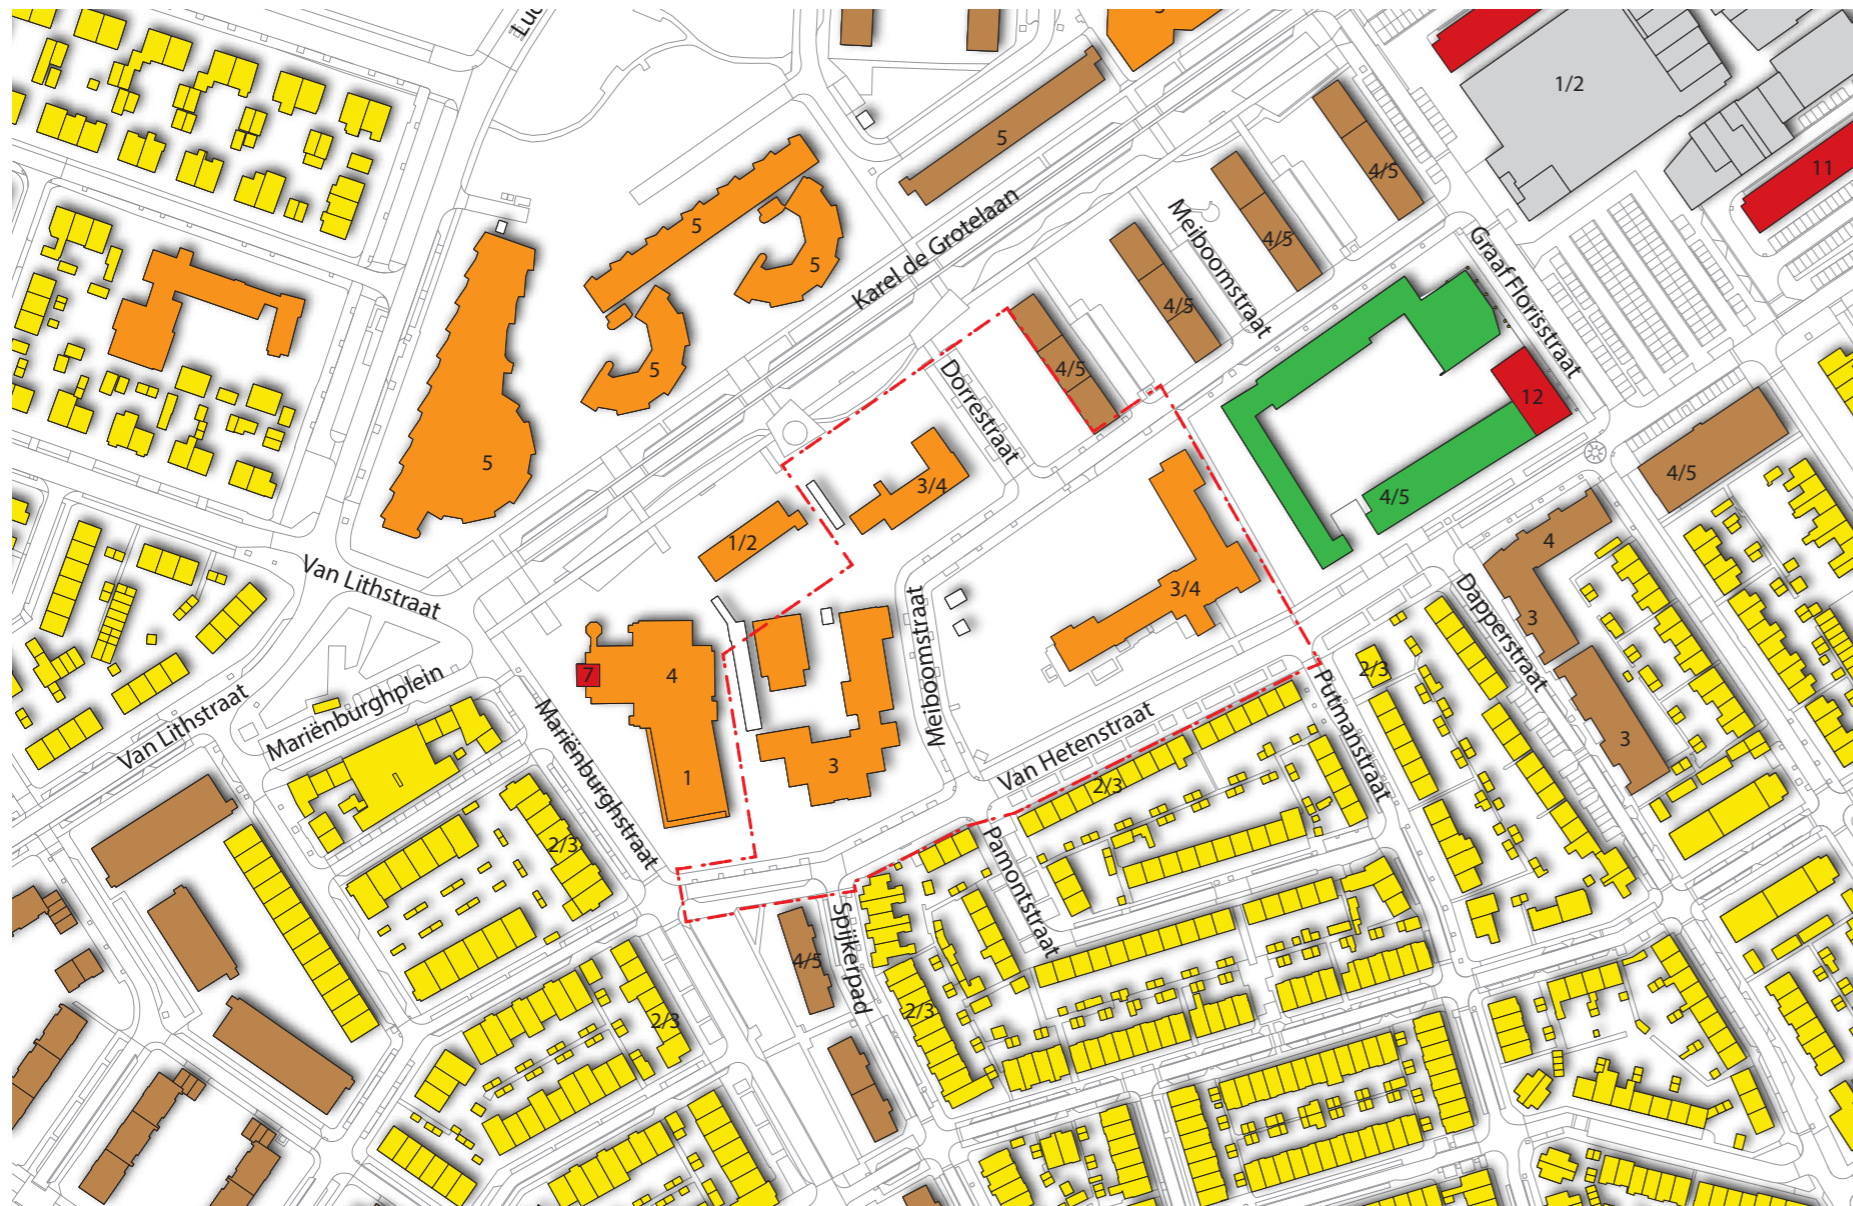 Luc
5
1/2
5
11
4/5
5
5
Karel de Grotelaan
Meiboomstraat
4/5
Graaf Florisstraat
4/5
5
Dorrestraat
4/5
12
5
3/4
4/5
4/5
1/2
4
Van Lithstraat
3/4
Meiboomstraat
Dapperstraat
3
7
4
2/3
Putmanstraat
Mariënburghplein
Van Lithstraat
Mariënburghstraat
Van Hetenstraat
3
1
3
2/3
2/3
Pamontstraat
Spijkerpad
4/5
2/3
2/3